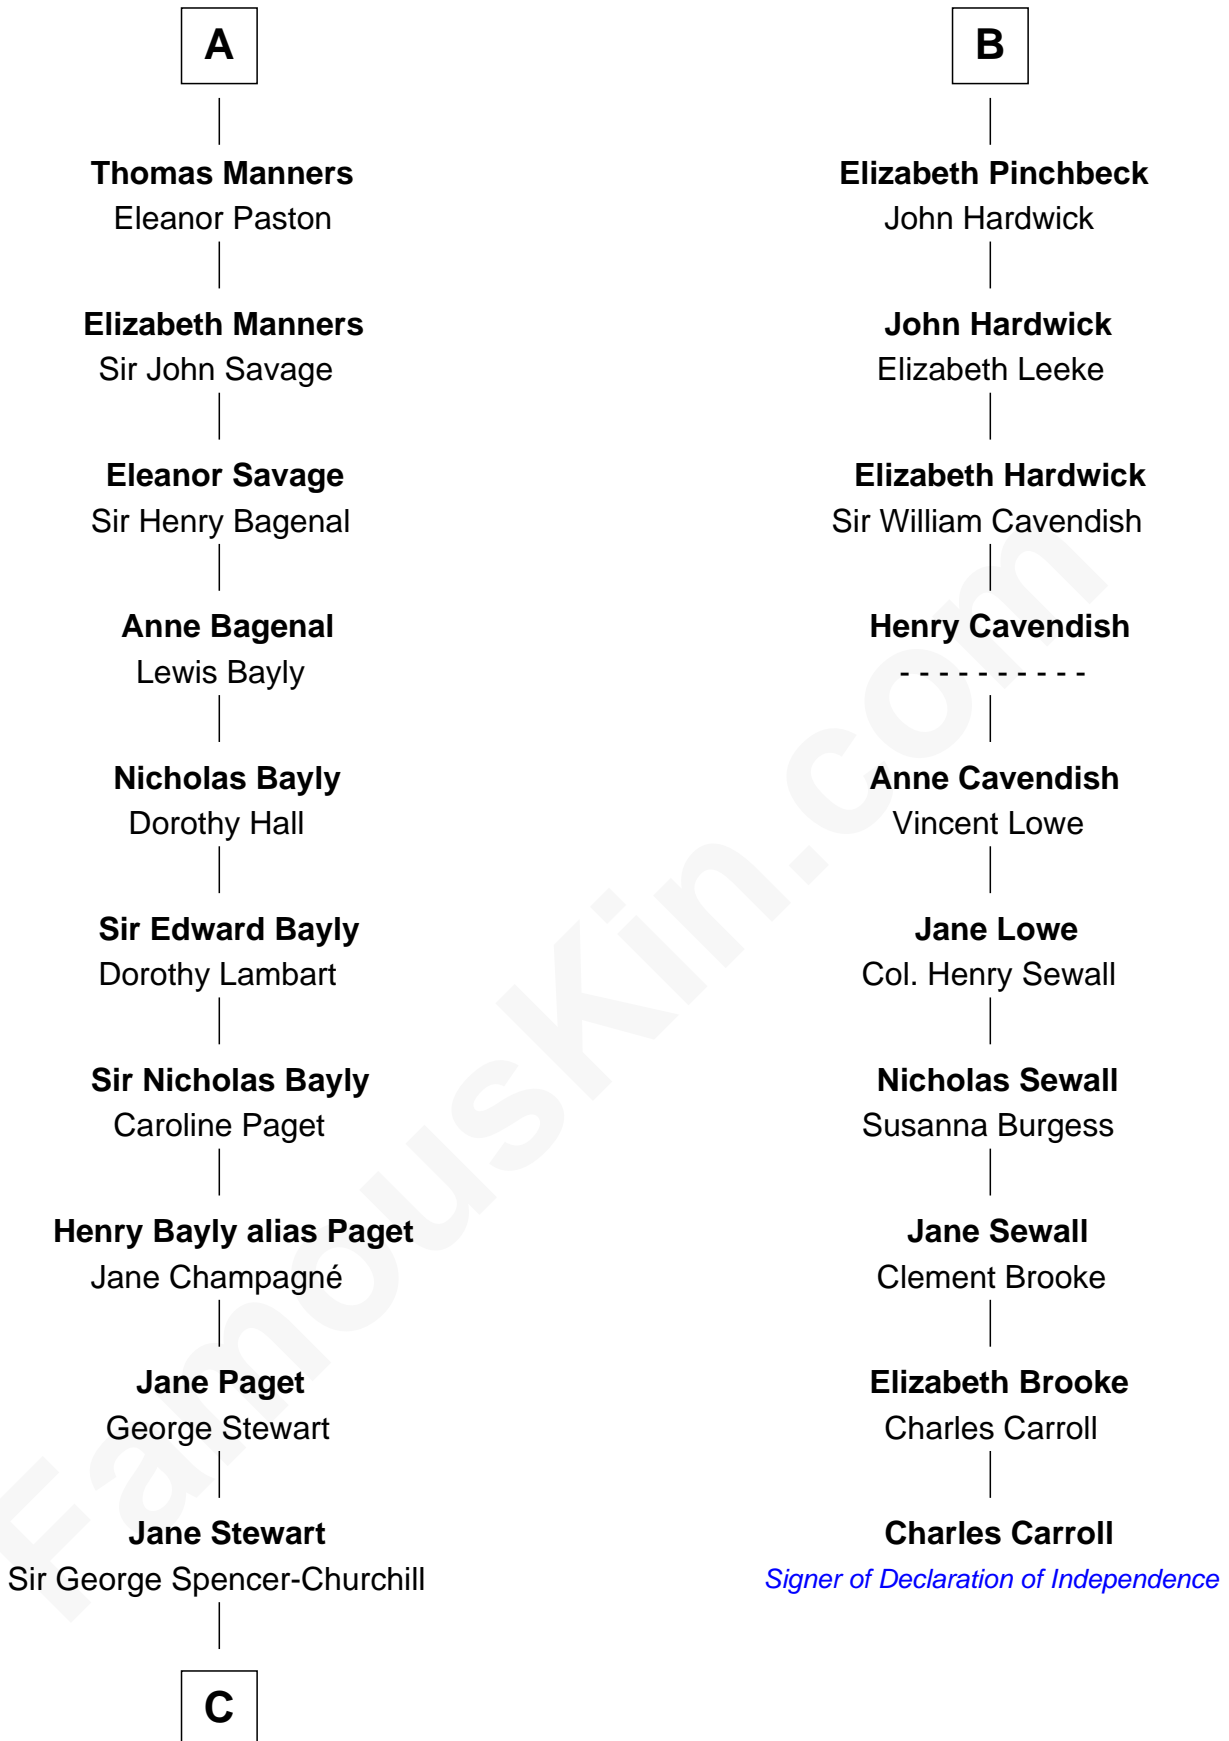 A
Thomas Manners
Eleanor Paston
Elizabeth Manners
Sir John Savage
Eleanor Savage
Sir Henry Bagenal
Anne Bagenal
Lewis Bayly
Nicholas Bayly
Dorothy Hall
Sir Edward Bayly
Dorothy Lambart
Sir Nicholas Bayly
Caroline Paget
Henry Bayly alias Paget
Jane Champagné
Jane Paget
George Stewart
Jane Stewart
Sir George Spencer-Churchill
C
B
Elizabeth Pinchbeck
John Hardwick
John Hardwick
Elizabeth Leeke
Elizabeth Hardwick
Sir William Cavendish
Henry Cavendish
- - - - - - - - - -
Anne Cavendish
Vincent Lowe
Jane Lowe
Col. Henry Sewall
Nicholas Sewall
Susanna Burgess
Jane Sewall
Clement Brooke
Elizabeth Brooke
Charles Carroll
Charles Carroll
Signer of Declaration of Independence
FamousKin.com